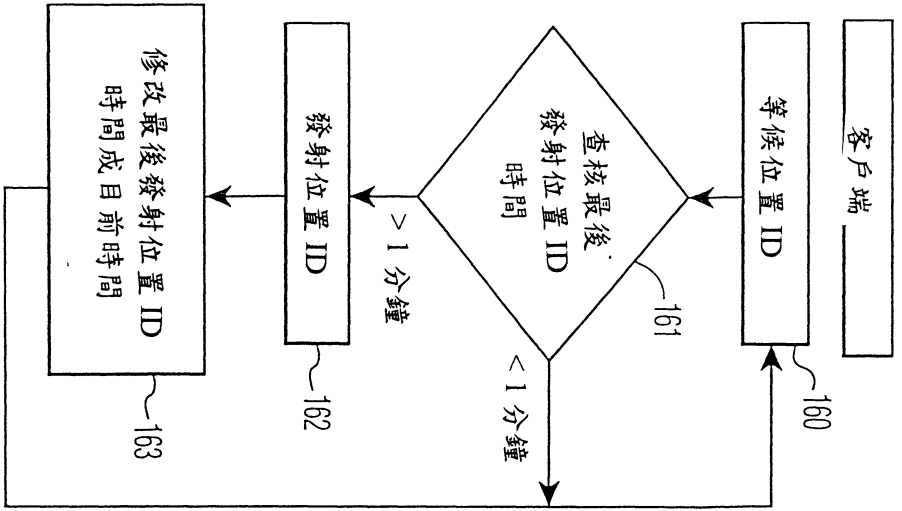 客戶端
等候位置 ID
160
查核最後
發射位置 ID
時間
161
< 1 分鐘
> 1 分鐘
發射位置 ID
162
修改最後發射位置 ID
時間成目前時間
163